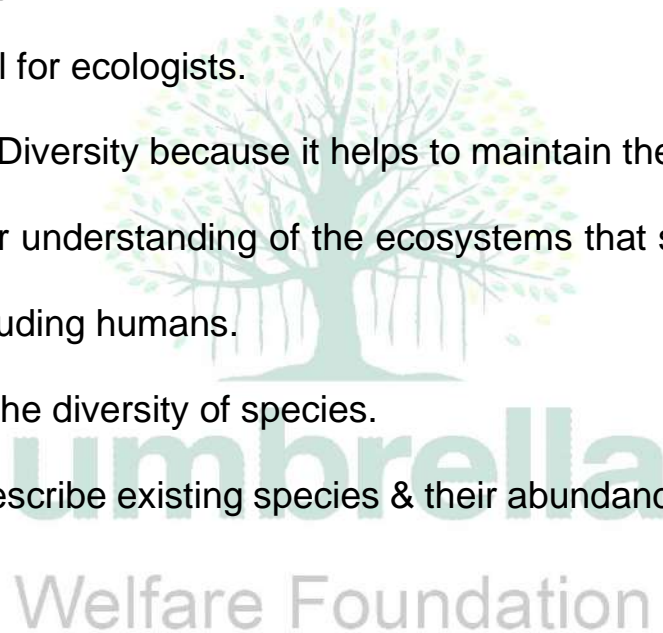 l for ecologists.
Diversity because it helps to maintain the
r understanding of the ecosystems that s
uding humans.
he diversity of species.
escribe existing species & their abundanc
umbrella
Welfare Foundation